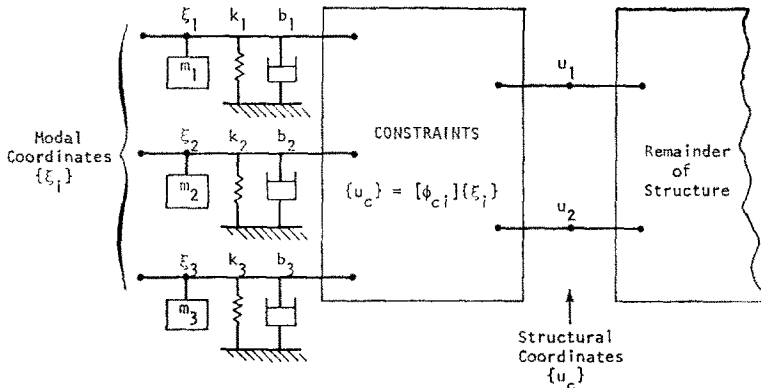 ξ1 k1 b1
m1
u1
Modal
Coordinates
{ξi}
ξ2 k2 b2
m2
CONSTRAINTS
{uc} = [ϕci]{ξi}
Remainder
of
Structure
u2
ξ3 k3 b3
m3
Structural
Coordinates
{uc}